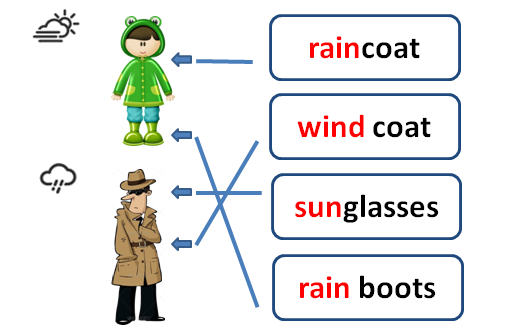 raincoat
wind coat
sunglasses
rain boots